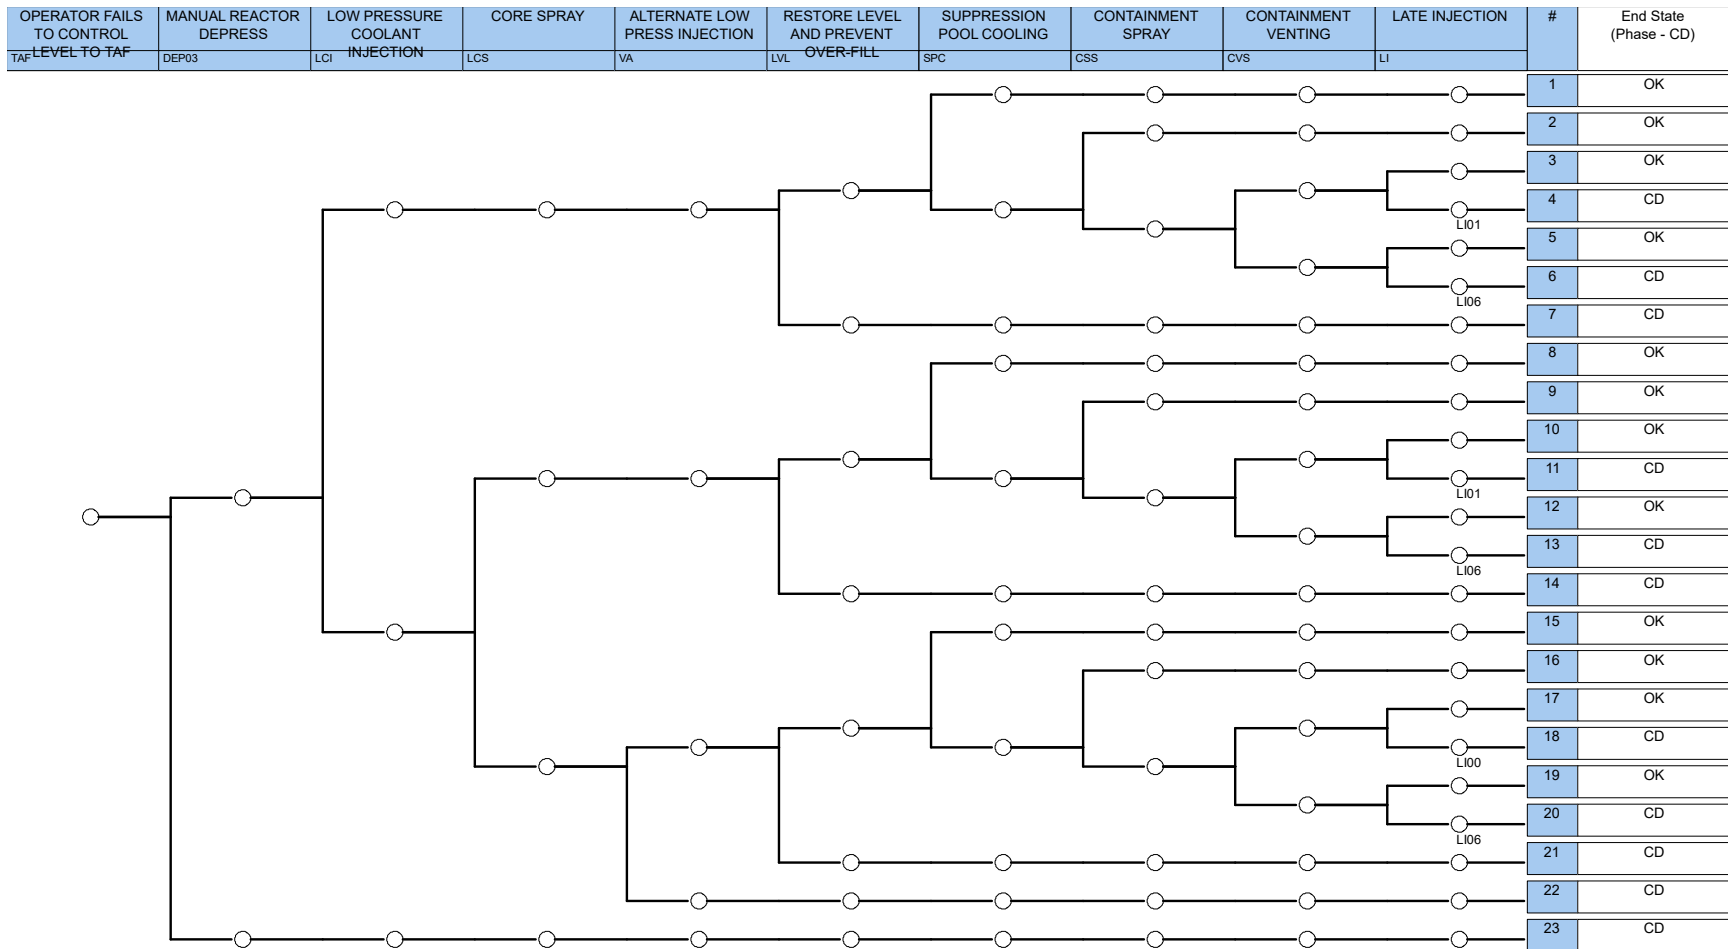 OPERATOR FAILS
TO CONTROL
LEVEL TO TAF
TAF
MANUAL REACTOR
DEPRESS
DEP03
LOW PRESSURE
COOLANT
INJECTION
LCI
CORE SPRAY
LCS
ALTERNATE LOW
PRESS INJECTION
VA
RESTORE LEVEL
AND PREVENT
OVER-FILL
LVL
SUPPRESSION
POOL COOLING
SPC
CONTAINMENT
SPRAY
CSS
CONTAINMENT
VENTING
CVS
LATE INJECTION
LI
#
End State
(Phase - CD)
1 OK
2 OK
3 OK
4 CD
LI01
5 OK
6 CD
LI06
7 CD
8 OK
9 OK
10 OK
11 CD
LI01
12 OK
13 CD
LI06
14 CD
15 OK
16 OK
17 OK
18 CD
LI00
19 OK
20 CD
LI06
21 CD
22 CD
23 CD